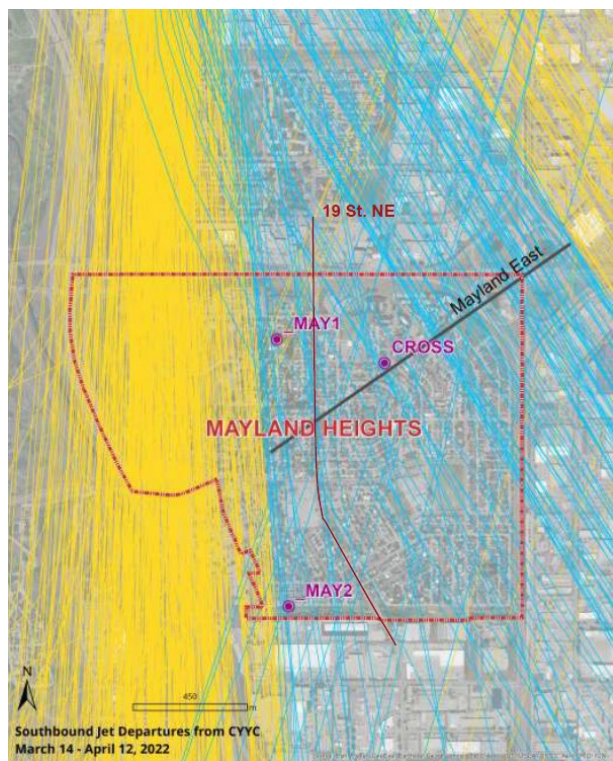 19 St. NE
Mayland East
_MAY1
CROSS
MAYLAND HEIGHTS
_MAY2
N
450
m
Southbound Jet Departures from CYYC
March 14 - April 12, 2022